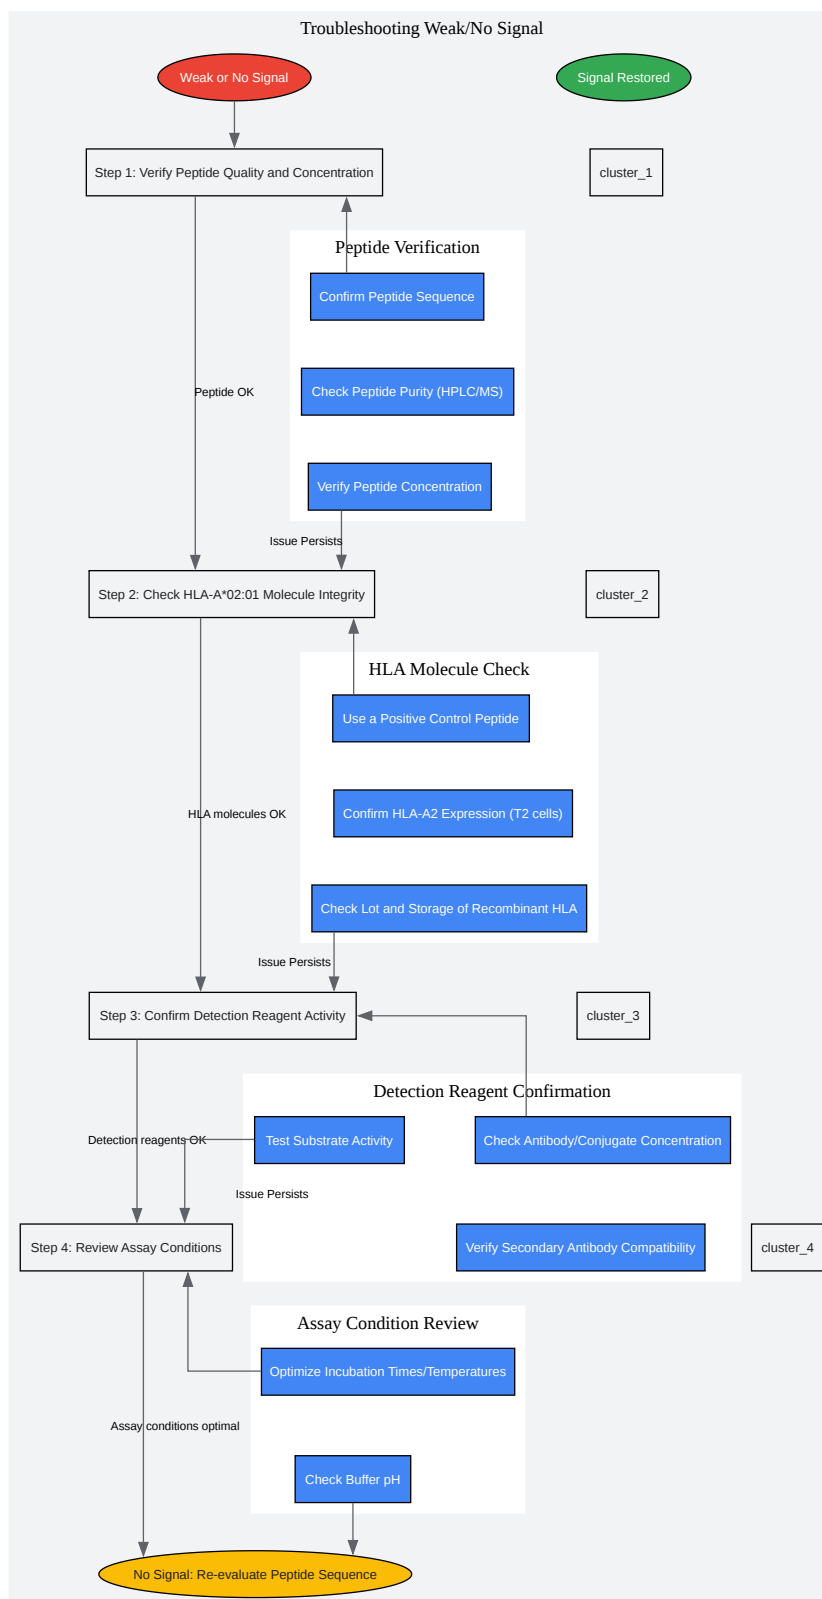 Troubleshooting Weak/No Signal
Weak or No Signal
Signal Restored
Step 1: Verify Peptide Quality and Concentration
cluster_1
Peptide Verification
Confirm Peptide Sequence
Check Peptide Purity (HPLC/MS)
Peptide OK
Verify Peptide Concentration
Issue Persists
Step 2: Check HLA-A*02:01 Molecule Integrity
cluster_2
HLA Molecule Check
Use a Positive Control Peptide
HLA molecules OK
Confirm HLA-A2 Expression (T2 cells)
Check Lot and Storage of Recombinant HLA
Issue Persists
Step 3: Confirm Detection Reagent Activity
cluster_3
Detection Reagent Confirmation
Detection reagents OK
Test Substrate Activity
Check Antibody/Conjugate Concentration
Issue Persists
Step 4: Review Assay Conditions
Verify Secondary Antibody Compatibility
cluster_4
Assay Condition Review
Optimize Incubation Times/Temperatures
Assay conditions optimal
Check Buffer pH
No Signal: Re-evaluate Peptide Sequence